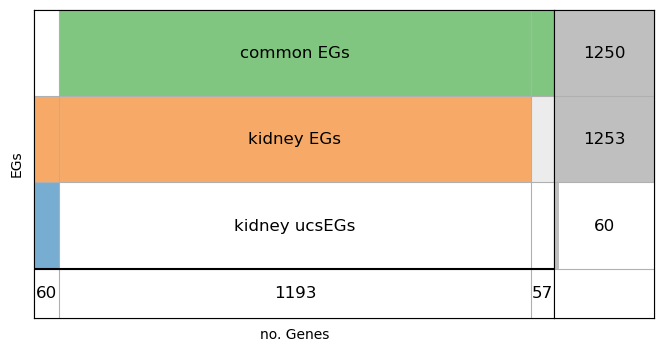 common EGs 1250
EGs
kidney EGs 1253
kidney ucsEGs 60
60 1193 57
no. Genes